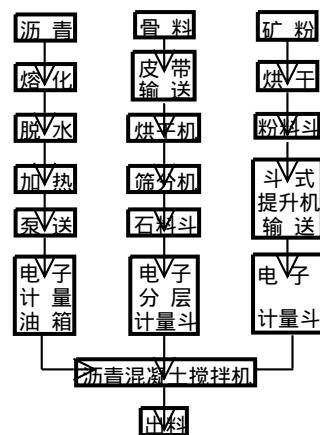 沥青
熔化
脱水
加热
泵送
电子
计量
油箱
骨料
皮带
输送
烘干机
筛分机
石料斗
电子
分层
计量斗
矿粉
烘干
粉料斗
斗式
提升机
输送
电子
计量斗
沥青混凝土搅拌机
出料